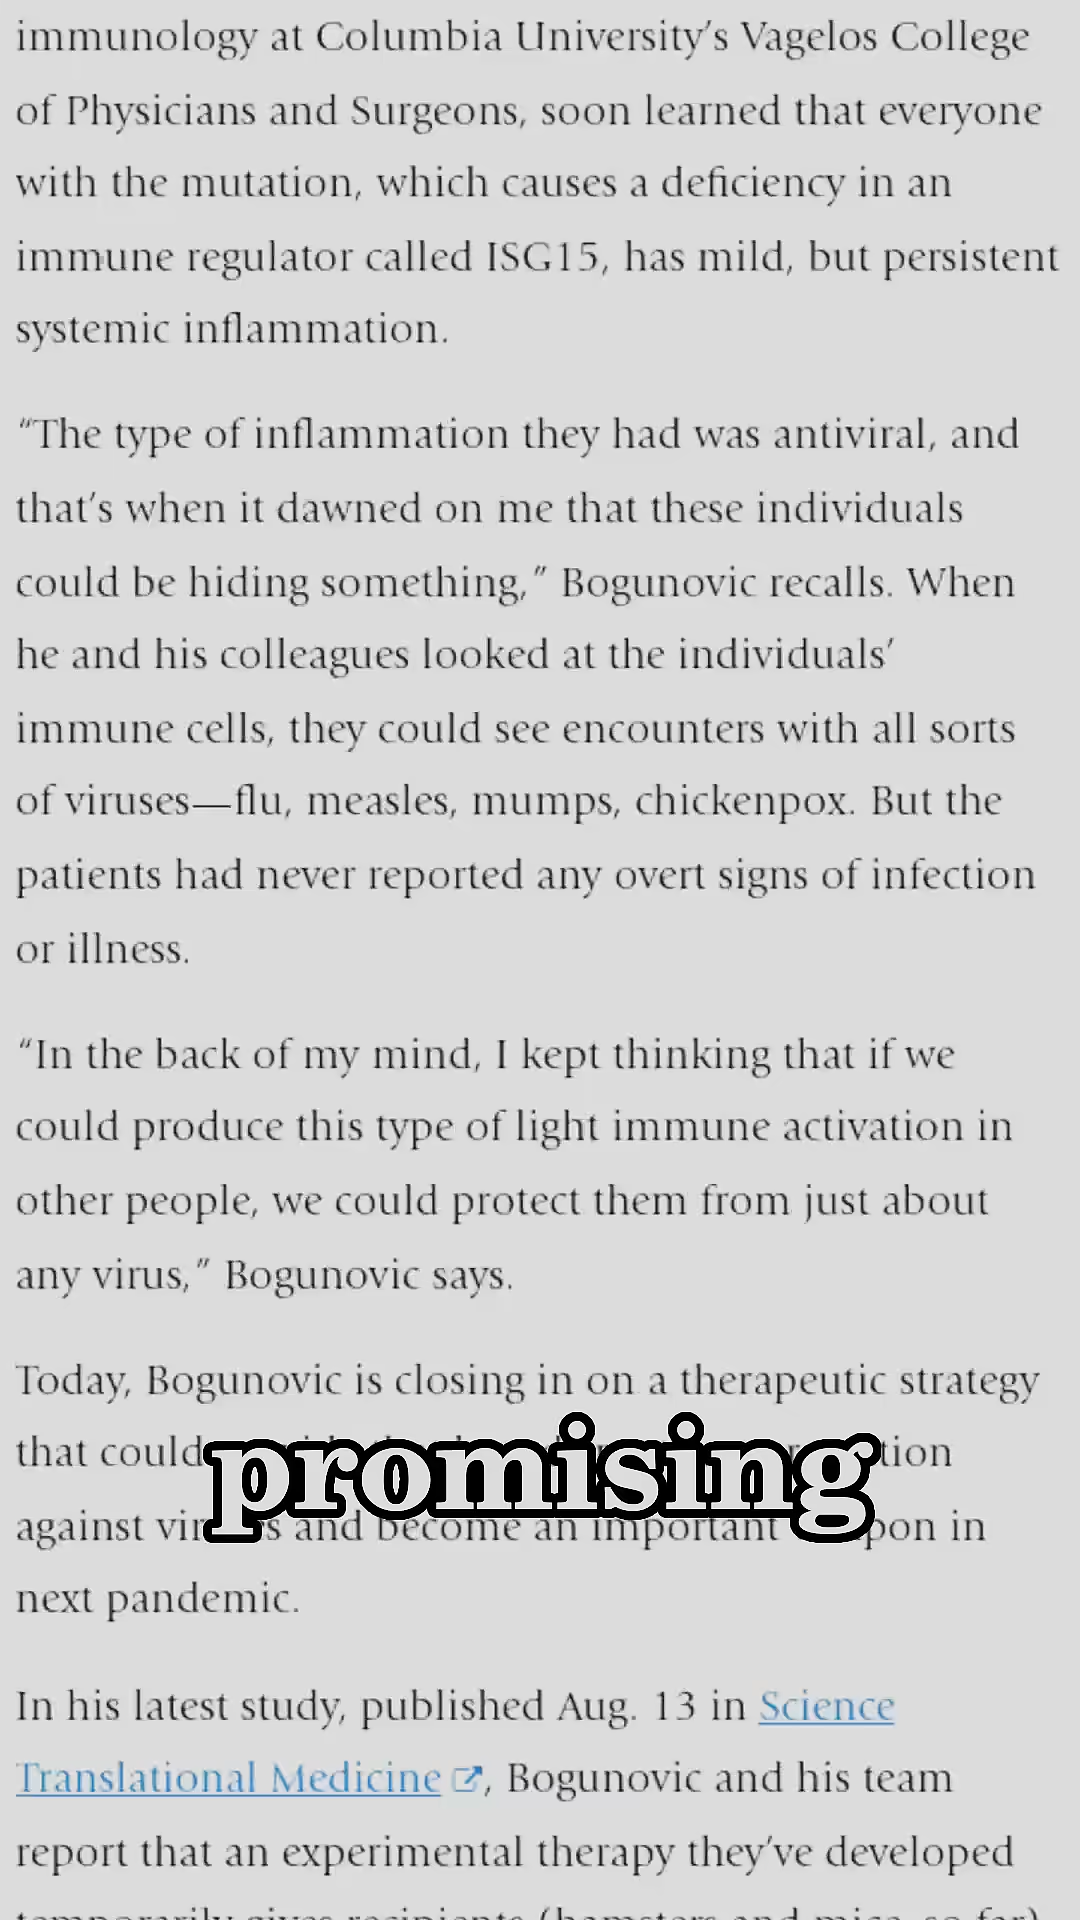 immunology at Columbia University’s Vagelos College
of Physicians and Surgeons, soon learned that everyone
with the mutation, which causes a deficiency in an
immune regulator called ISG15, has mild, but persistent
systemic inflammation.
“The type of inflammation they had was antiviral, and
that’s when it dawned on me that these individuals
could be hiding something,” Bogunovic recalls. When
he and his colleagues looked at the individuals’
immune cells, they could see encounters with all sorts
of viruses—flu, measles, mumps, chickenpox. But the
patients had never reported any overt signs of infection
or illness.
“In the back of my mind, I kept thinking that if we
could produce this type of light immune activation in
other people, we could protect them from just about
any virus,” Bogunovic says.
Today, Bogunovic is closing in on a therapeutic strategy
that could
promising
against and become an important in
next pandemic.
In his latest study, published Aug. 13 in Science
Translational Medicine, Bogunovic and his team
report that an experimental therapy they’ve developed
temporarily gives recipients (hamsters and mice, so far)